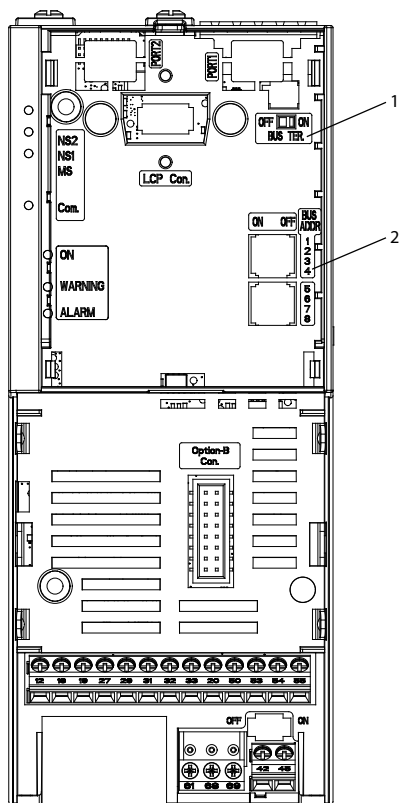 PORT2
PORT1
1
OFF ON
BUS TER.
NS2
NS1
MS
Com.
LCP Con.
ON OFF
BUS
ADDR
1
2
3
4
2
5
6
7
8
ON
WARNING
ALARM
Option-B
Con.
12 18 19 27 29 31 32 33 20 50 53 54 55
OFF ON
61 68 69
42 45